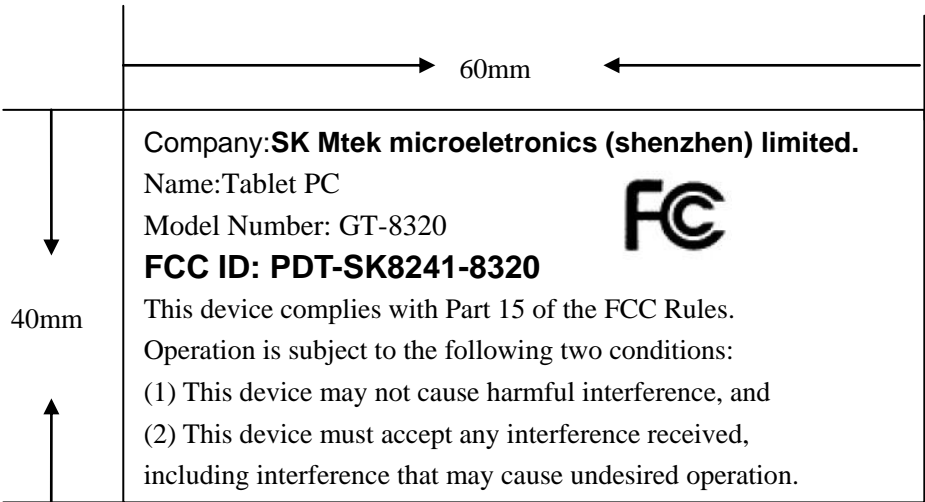 60mm
Company:SK Mtek microeletronics (shenzhen) limited.
Name:Tablet PC
FC
Model Number: GT-8320
FCC ID: PDT-SK8241-8320
This device complies with Part 15 of the FCC Rules.
40mm
Operation is subject to the following two conditions:
(1) This device may not cause harmful interference, and
(2) This device must accept any interference received,
including interference that may cause undesired operation.